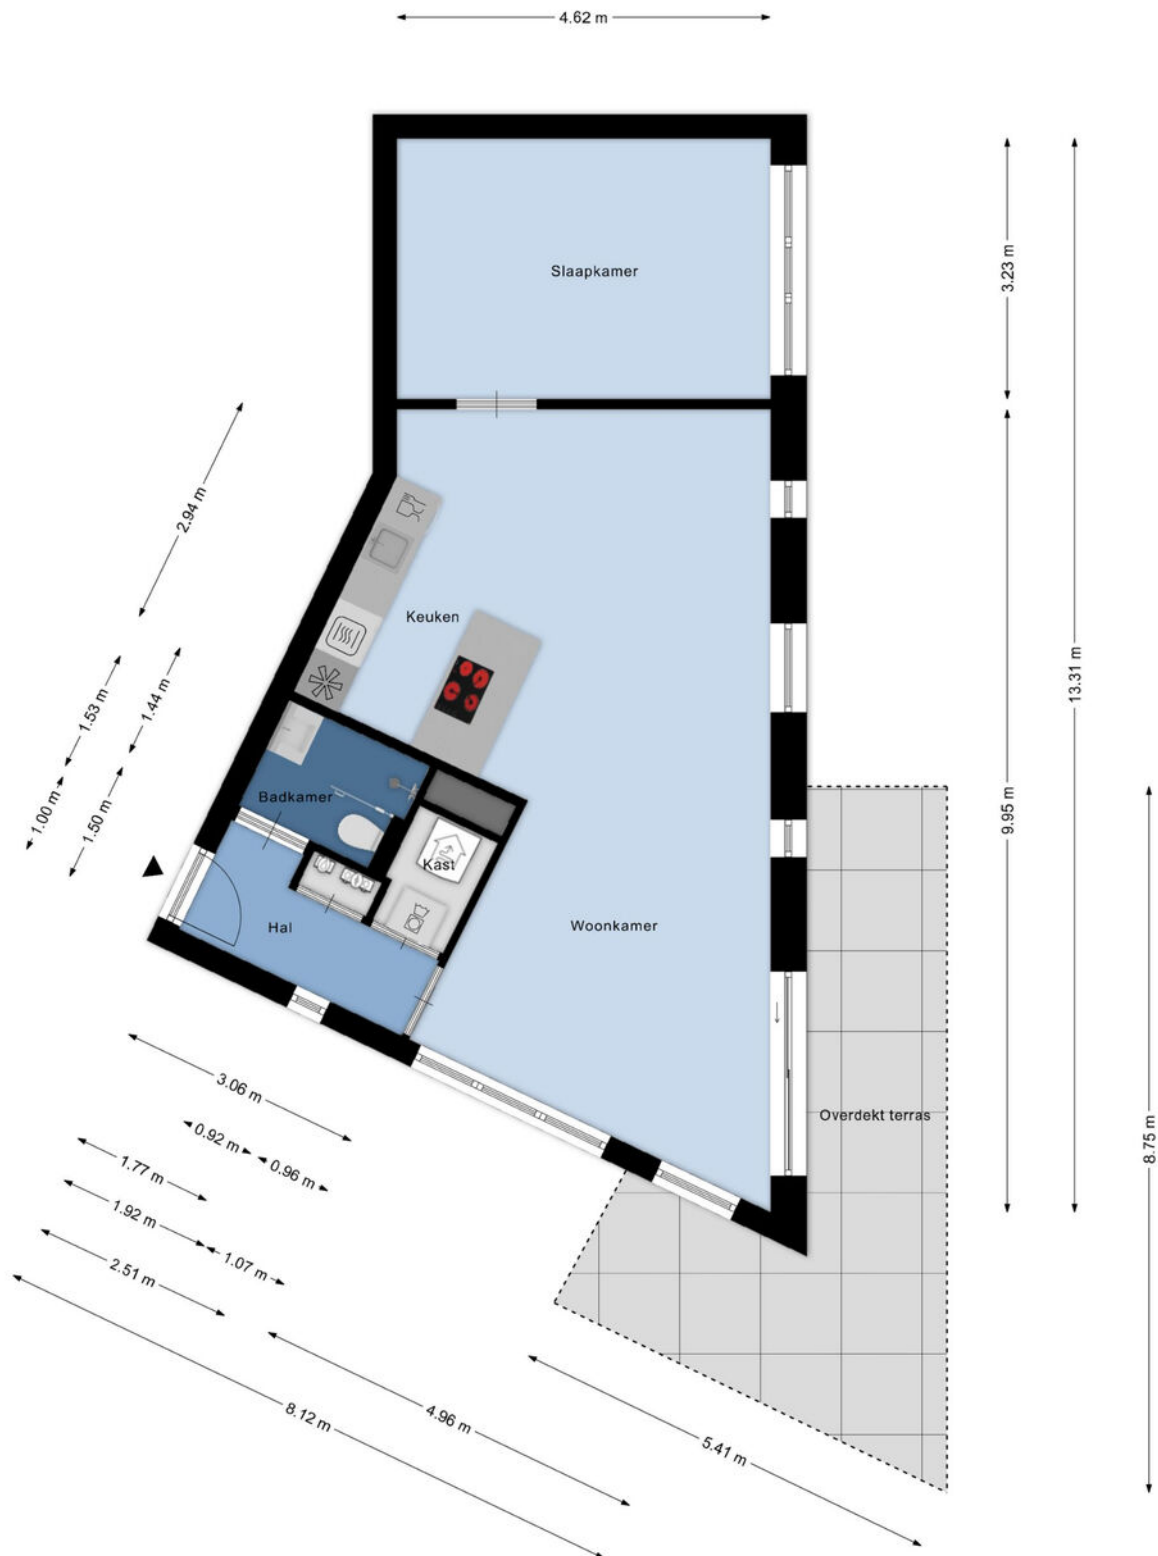 4.62 m
Slaapkamer
3.23 m
2.94 m
Keuken
13.31 m
1.53 m
1.44 m
1.00 m
1.50 m
Badkamer
9.95 m
Kast
Hal
Woonkamer
3.06 m
Overdekt terras
8.75 m
0.92 m
0.96 m
1.77 m
1.92 m
1.07 m
2.51 m
8.12 m
4.96 m
5.41 m